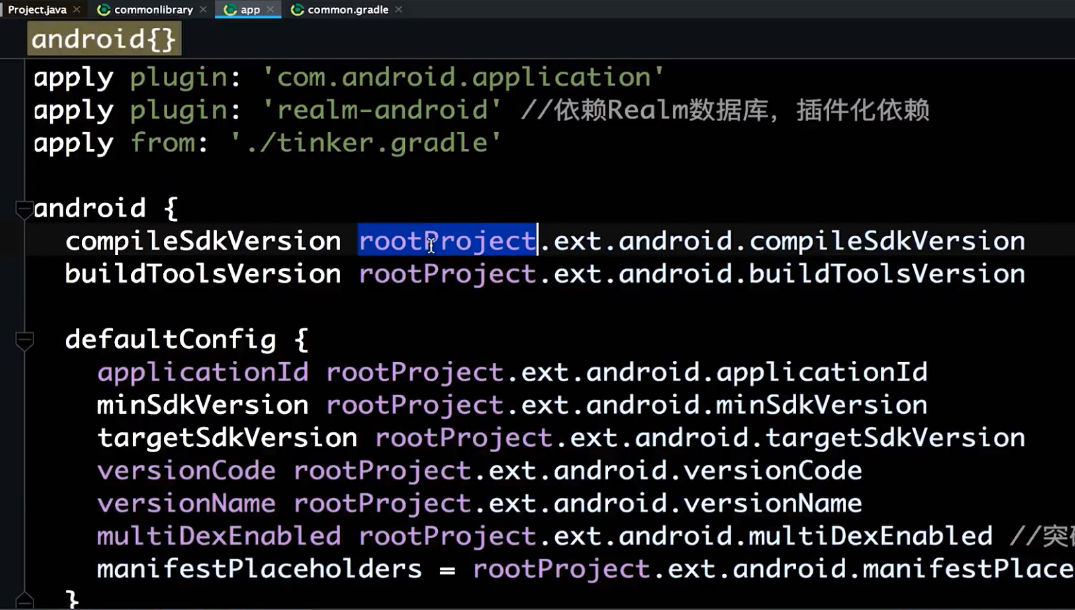 Project.java commonlibrary app common.gradle
android{}
apply plugin: 'com.android.application'
apply plugin: 'realm-android' //依赖Realm数据库，插件化依赖
apply from: './tinker.gradle'
android {
compileSdkVersion rootProject.ext.android.compileSdkVersion
buildToolsVersion rootProject.ext.android.buildToolsVersion
defaultConfig {
applicationId rootProject.ext.android.applicationId
minSdkVersion rootProject.ext.android.minSdkVersion
targetSdkVersion rootProject.ext.android.targetSdkVersion
versionCode rootProject.ext.android.versionCode
versionName rootProject.ext.android.versionName
multiDexEnabled rootProject.ext.android.multiDexEnabled //突
manifestPlaceholders = rootProject.ext.android.manifestPlace
}